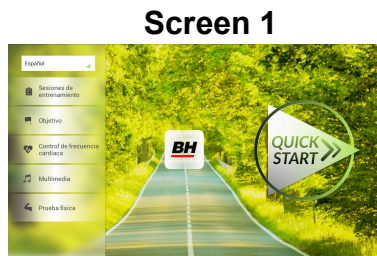 Screen 1
Español
Sesiones de
entrenamiento
Objetivo
Control de frecuencia
cardiaca
Multimedia
Prueba física
BH
QUICK
START